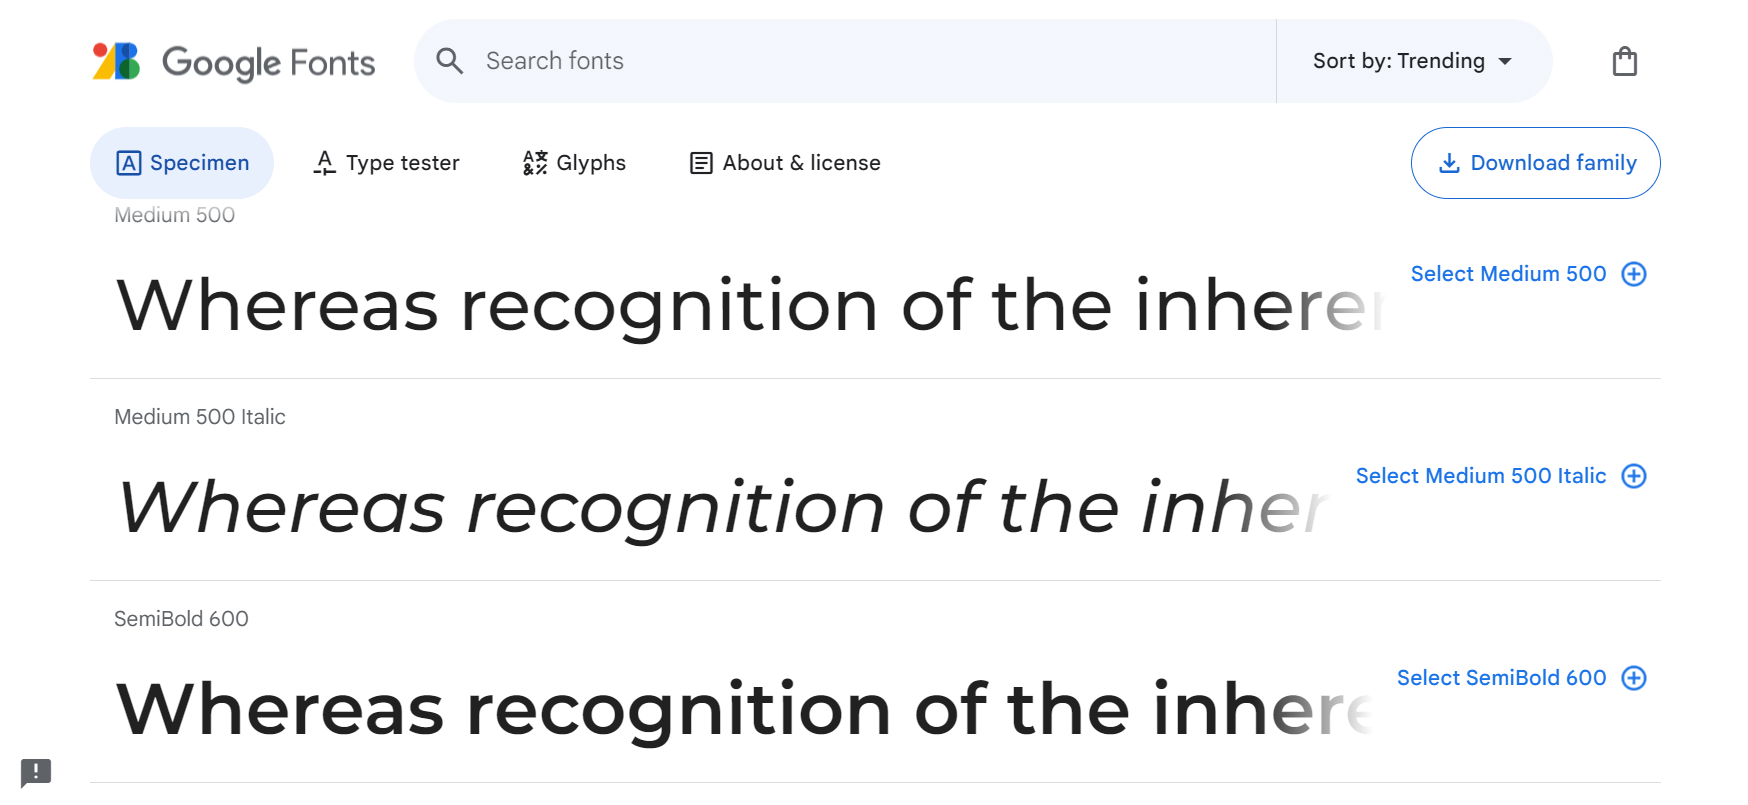 Google Fonts
Search fonts
Sort by: Trending
Specimen
Type tester
Glyphs
About & license
Download family
Medium 500
Whereas recognition of the inheren
Select Medium 500
Medium 500 Italic
Whereas recognition of the inher
Select Medium 500 Italic
SemiBold 600
Whereas recognition of the inhere
Select SemiBold 600